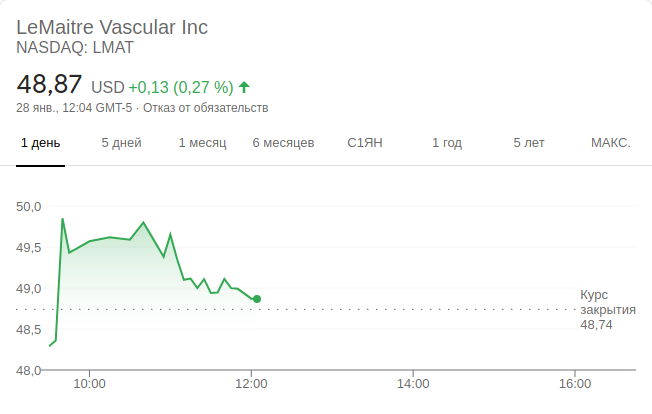 LeMaitre Vascular Inc
NASDAQ: LMAT
48,87 USD +0,13 (0,27 %)
28 янв., 12:04 GMT-5 · Отказ от обязательств
1 день 5 дней 1 месяц 6 месяцев С1ЯН 1 год 5 лет МАКС.
50,0
49,5
49,0
48,5
48,0
Курс
закрытия
48,74
10:00 12:00 14:00 16:00